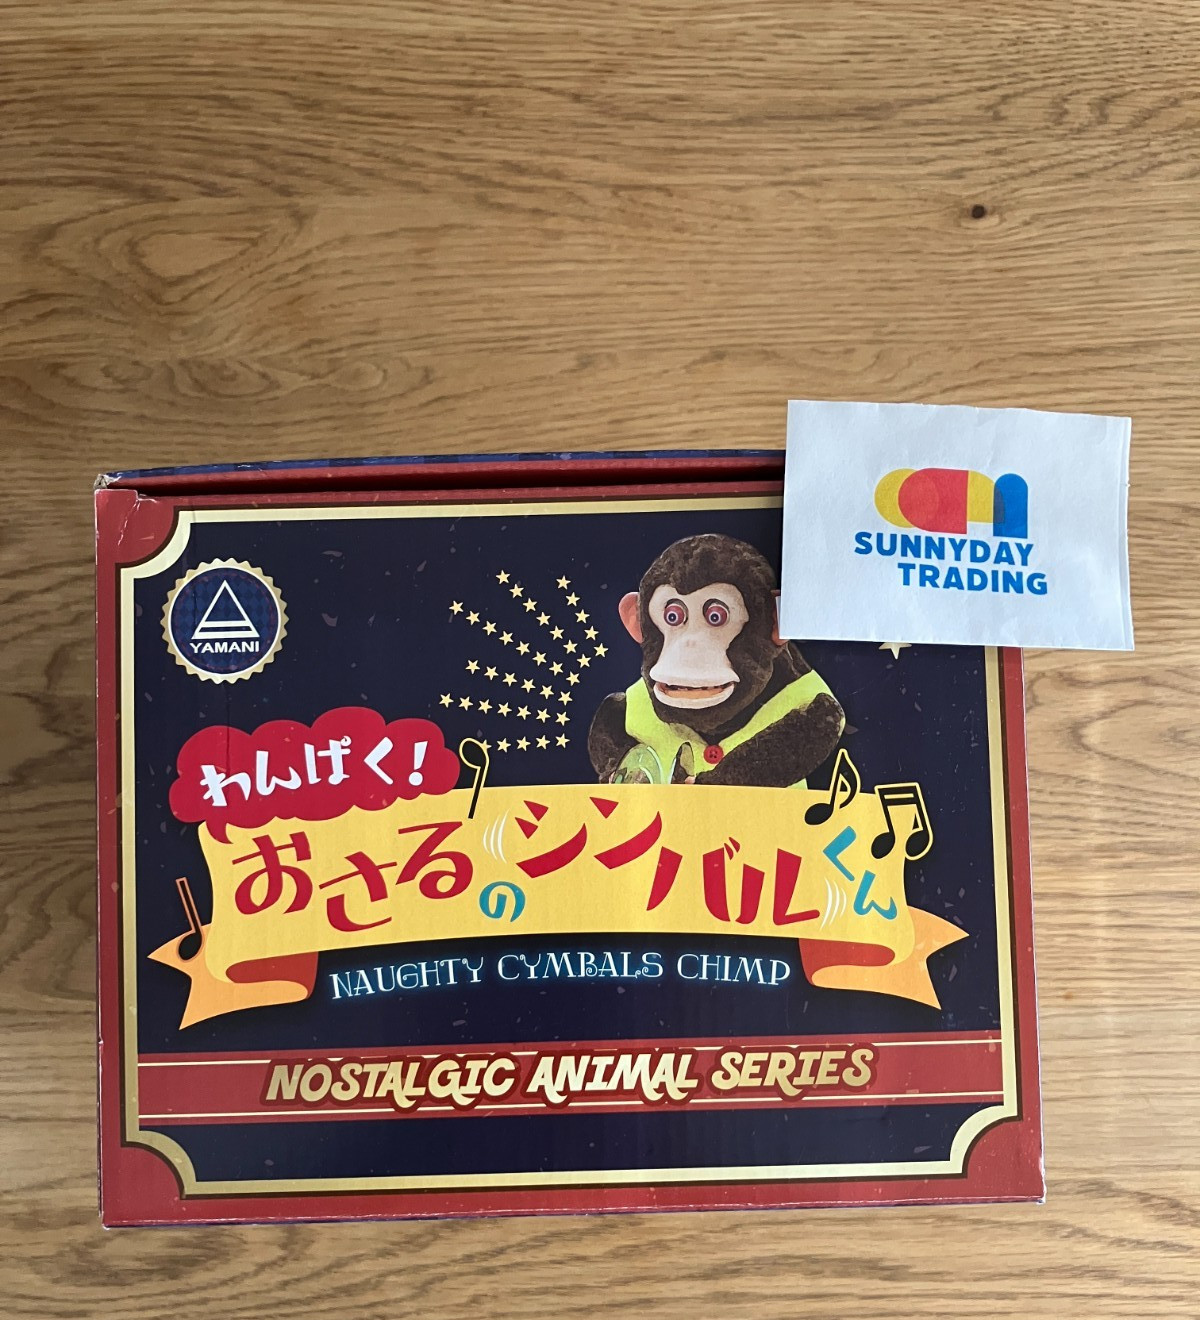 SUNNYDAY
TRADING
YAMANI
わんぱく!
おさるのシンバルくん
NAUGHTY CYMBALS CHIMP
NOSTALGIC ANIMAL SERIES